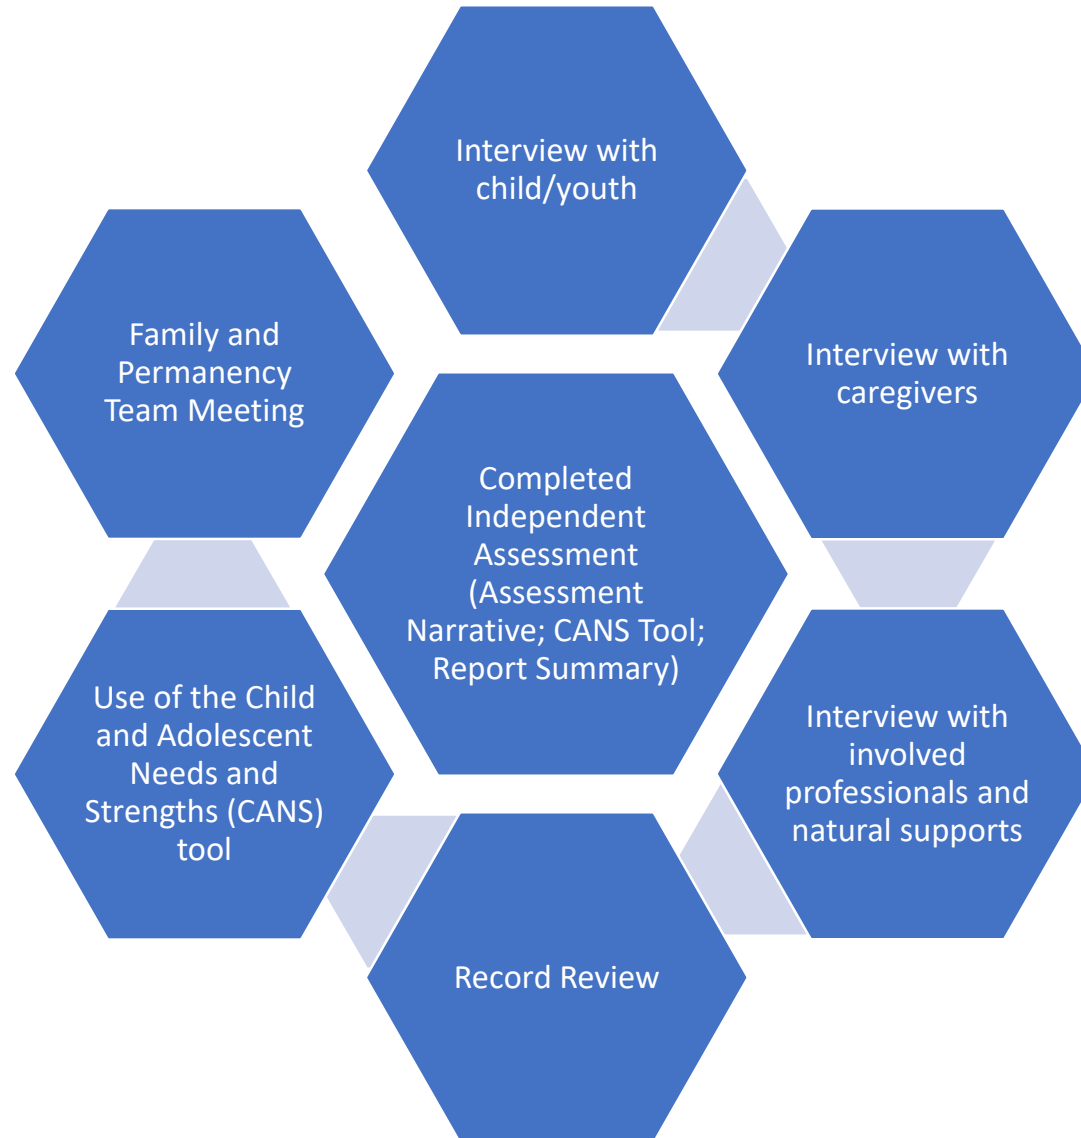 Interview with
child/youth
Interview with
caregivers
Interview with
involved
professionals and
natural supports
Record Review
Use of the Child
and Adolescent
Needs and
Strengths (CANS)
tool
Family and
Permanency
Team Meeting
Completed
Independent
Assessment
(Assessment
Narrative; CANS Tool;
Report Summary)